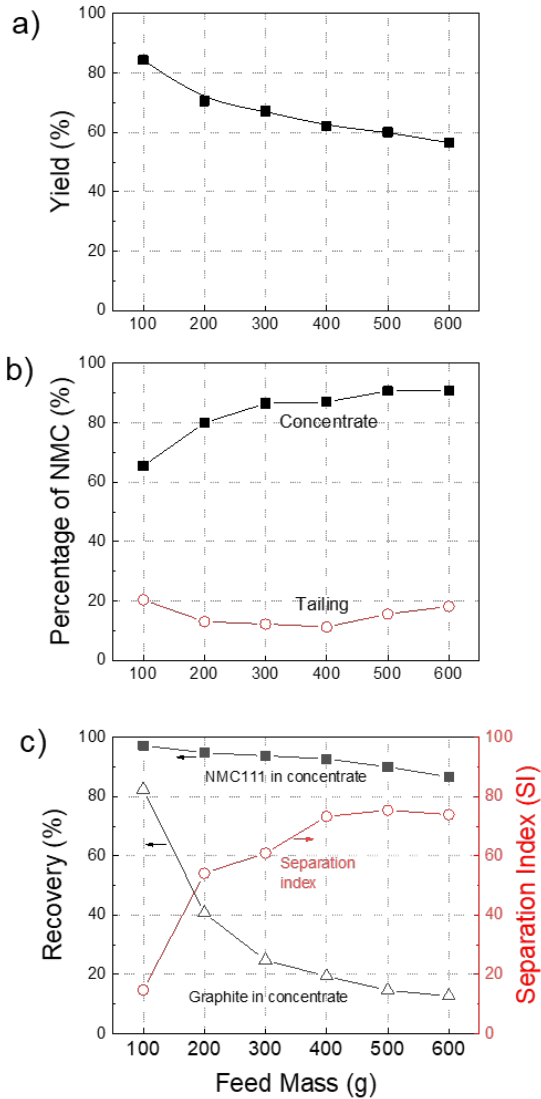 a)
Yield (%)
100
80
60
40
20
0
100 200 300 400 500 600
b)
Percentage of NMC (%)
100
80
60
40
20
0
Concentrate
Tailing
100 200 300 400 500 600
c)
Recovery (%)
100
80
60
40
20
0
NMC111 in concentrate
Separation
index
Graphite in concentrate
100
80
60
40
20
0
Separation Index (SI)
100 200 300 400 500 600
Feed Mass (g)